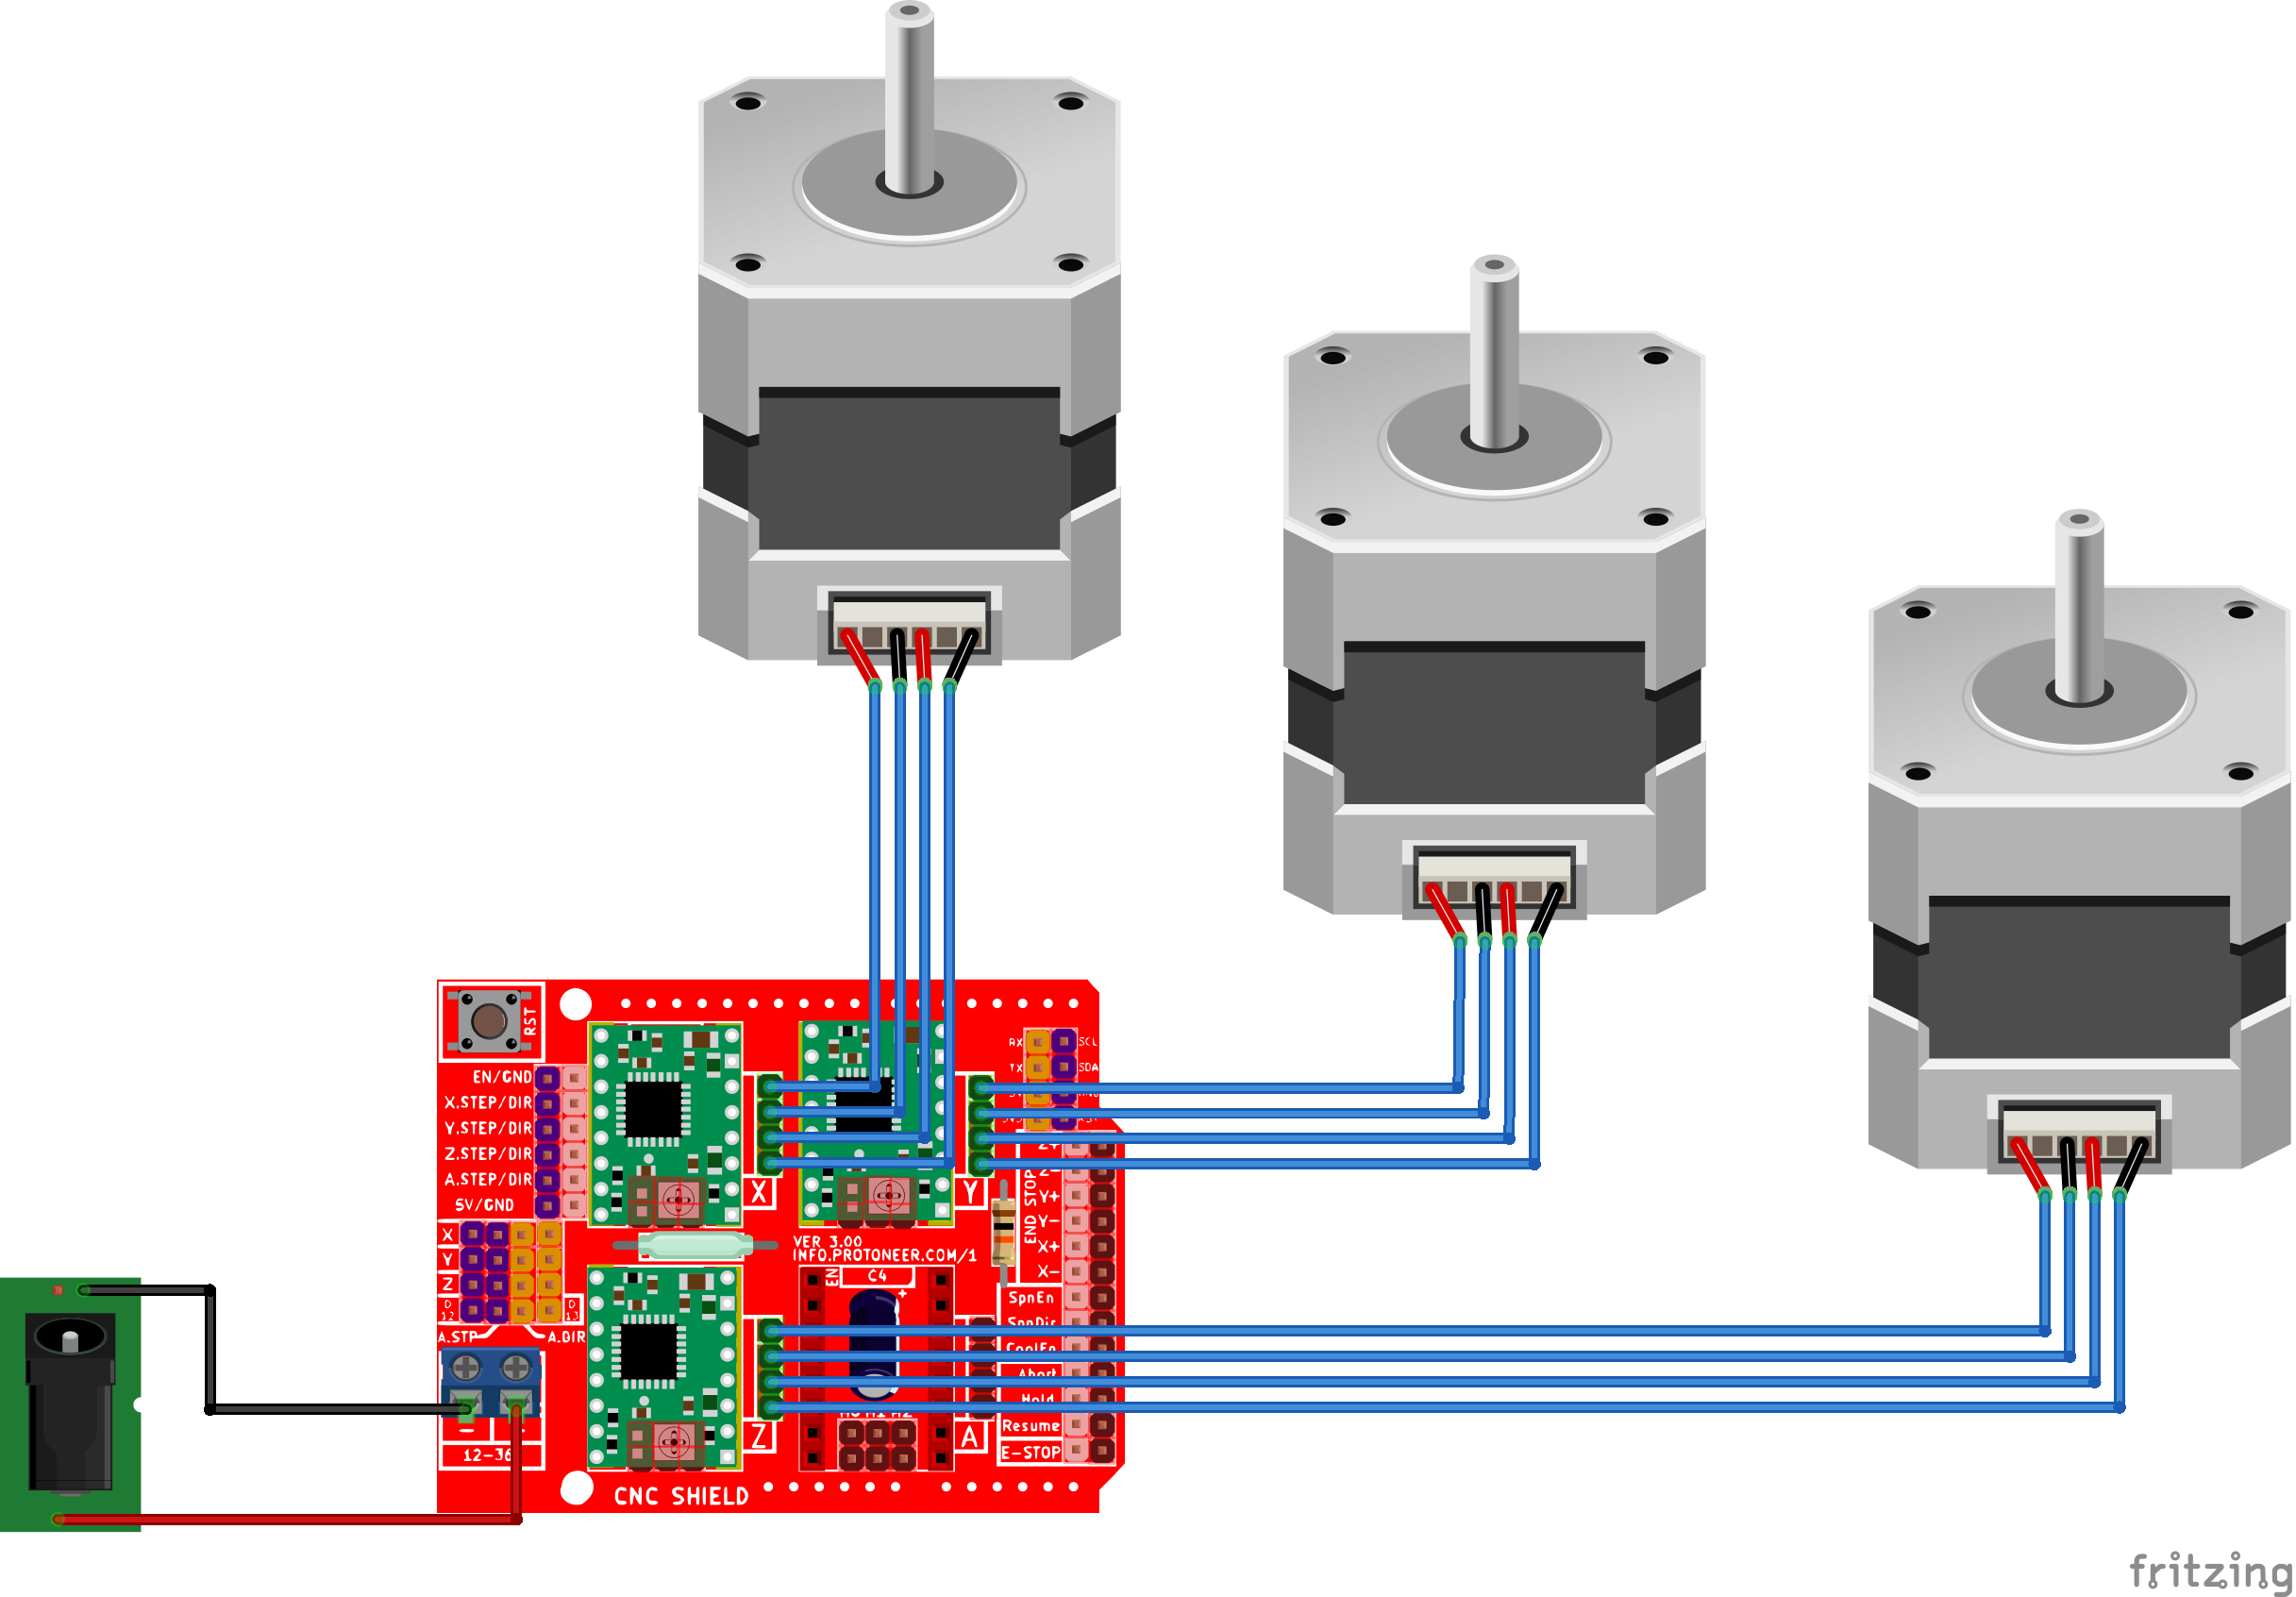 RST
EN/GND
X.STEP/DIR
Y.STEP/DIR
Z.STEP/DIR
A.STEP/DIR
5V/GND
X
Y
Z
D
12
D
13
A.STP
A.DIR
12-36
X
Y
RX
SCL
TX
SDA
END STOP
Z+
Z-
Y+
Y-
X+
X-
VER 3.00
INFO.PROTONEER.COM/1
EN
C4
+
SpnEn
SpnDir
CoolEn
Abort
Hold
Resume
E-STOP
M0 M1 M2
Z
A
CNC SHIELD
fritzing